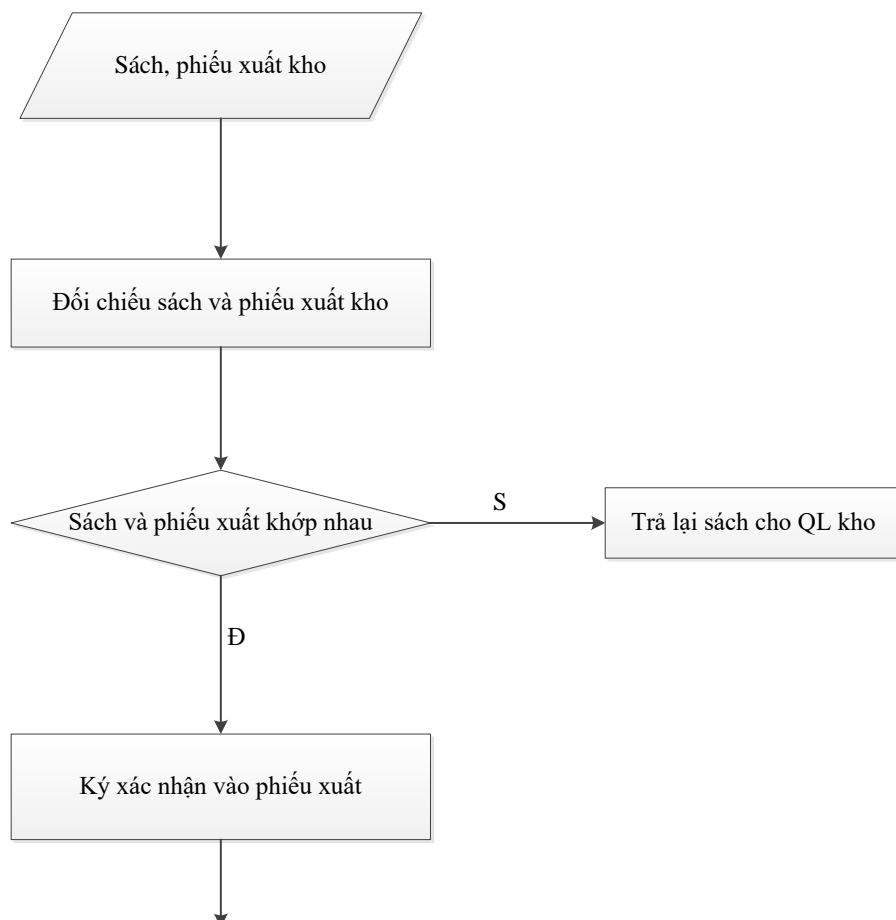 Sách, phiếu xuất kho
Đối chiếu sách và phiếu xuất kho
Sách và phiếu xuất khớp nhau
S
Trả lại sách cho QL kho
Đ
Ký xác nhận vào phiếu xuất